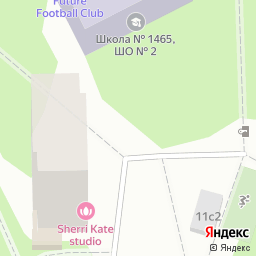 Future
Football Club
Школа № 1465,
ШО № 2
Sherri Kate
studio
11с2
Яндекс
© Яндекс